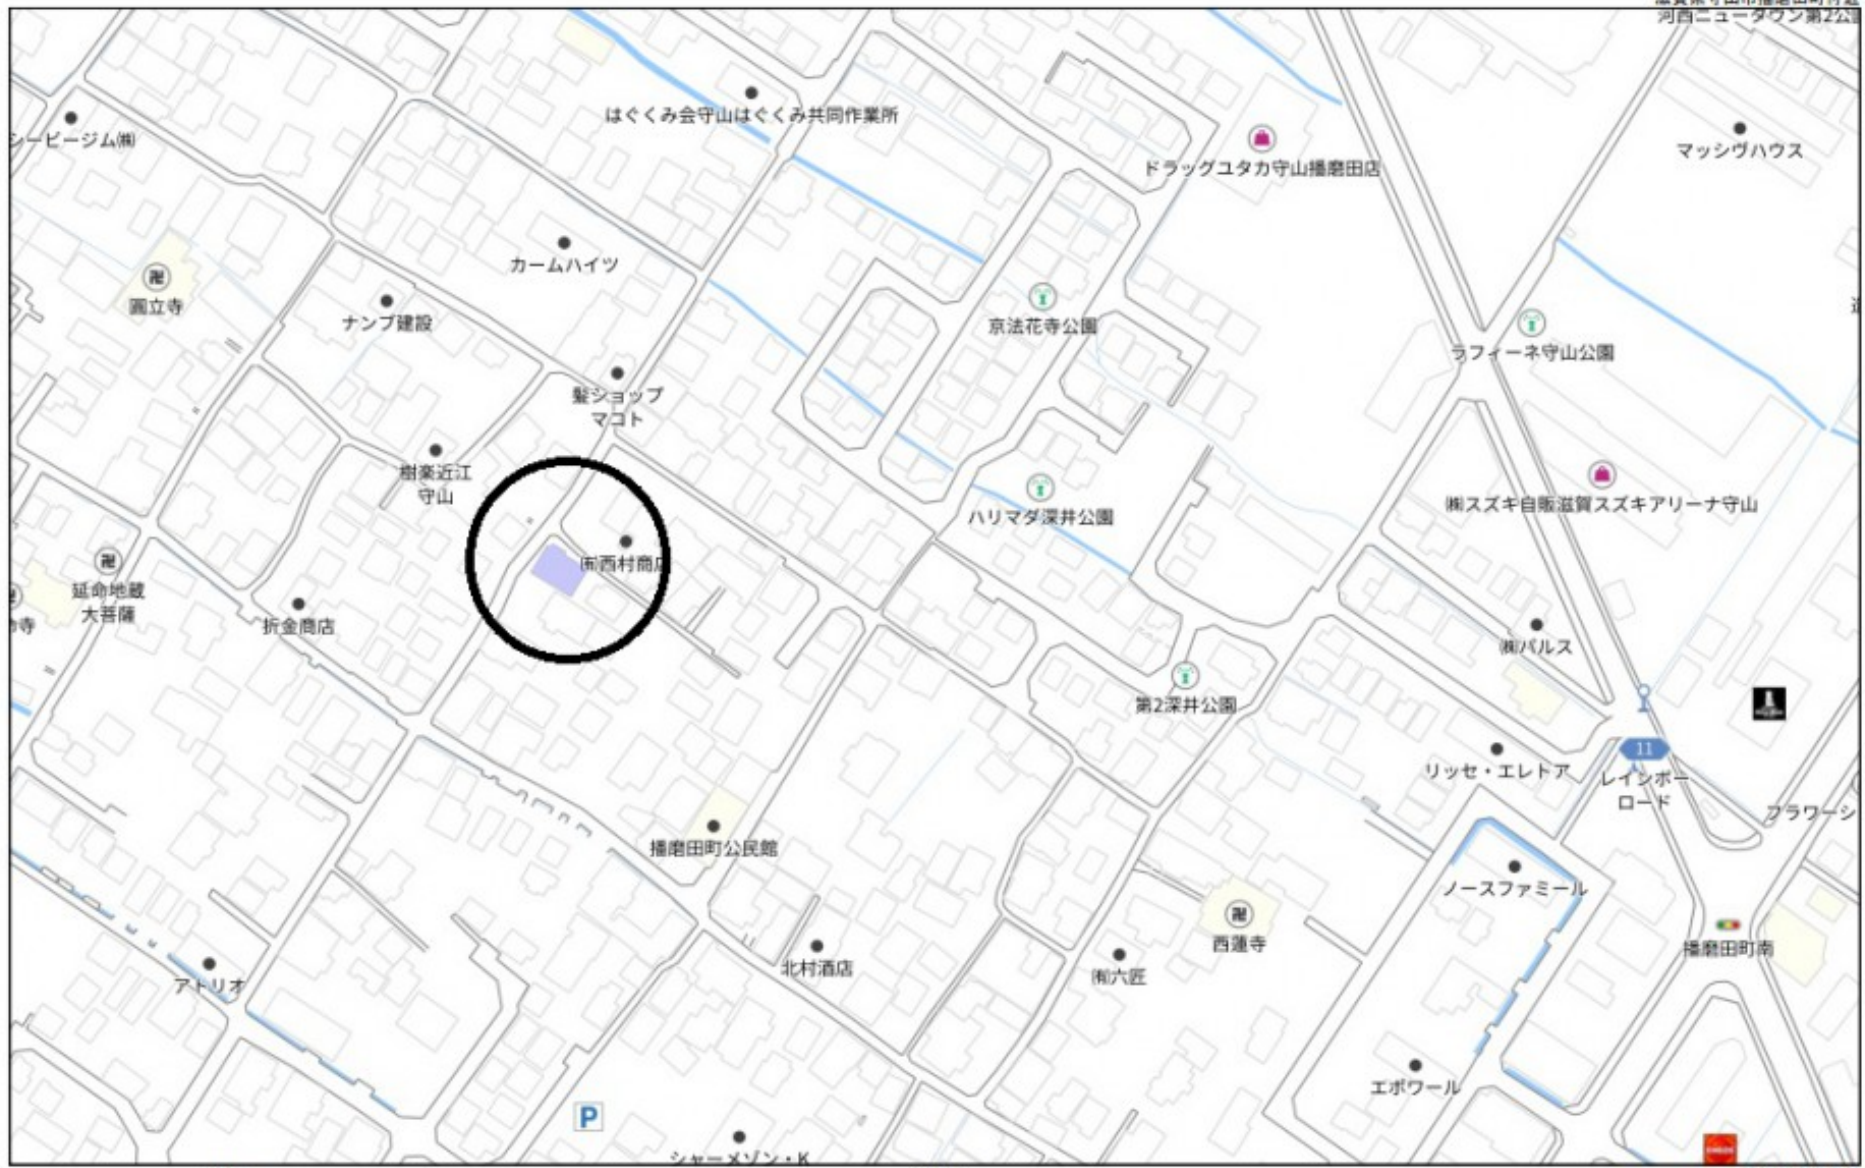 河西ニュータウン第2公園
はぐくみ会守山はぐくみ共同作業所
シービージム㈱
ドラッグユタカ守山播磨田店
マッシヴハウス
カームハイツ
圓立寺
ナンブ建設
京法花寺公園
ラフィーネ守山公園
髪ショップ
マコト
樹楽近江
守山
ハリマダ深井公園
㈱スズキ自販滋賀スズキアリーナ守山
㈲西村商店
延命地蔵
大菩薩
寺
折金商店
㈱パルス
第2深井公園
11
リッセ・エレトア
レインボー
ロード
フラワーシ
播磨田町公民館
ノースファミール
西蓮寺
播磨田町南
北村酒店
㈲六匠
アトリオ
エポワール
P
シャーメゾン・K